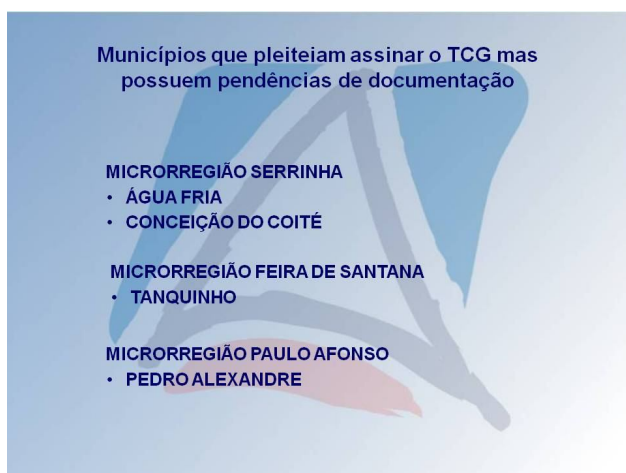 Municípios que pleiteiam assinar o TCG mas
possuem pendências de documentação
MICRORREGIÃO SERRINHA
• ÁGUA FRIA
• CONCEIÇÃO DO COITÉ
MICRORREGIÃO FEIRA DE SANTANA
• TANQUINHO
MICRORREGIÃO PAULO AFONSO
• PEDRO ALEXANDRE